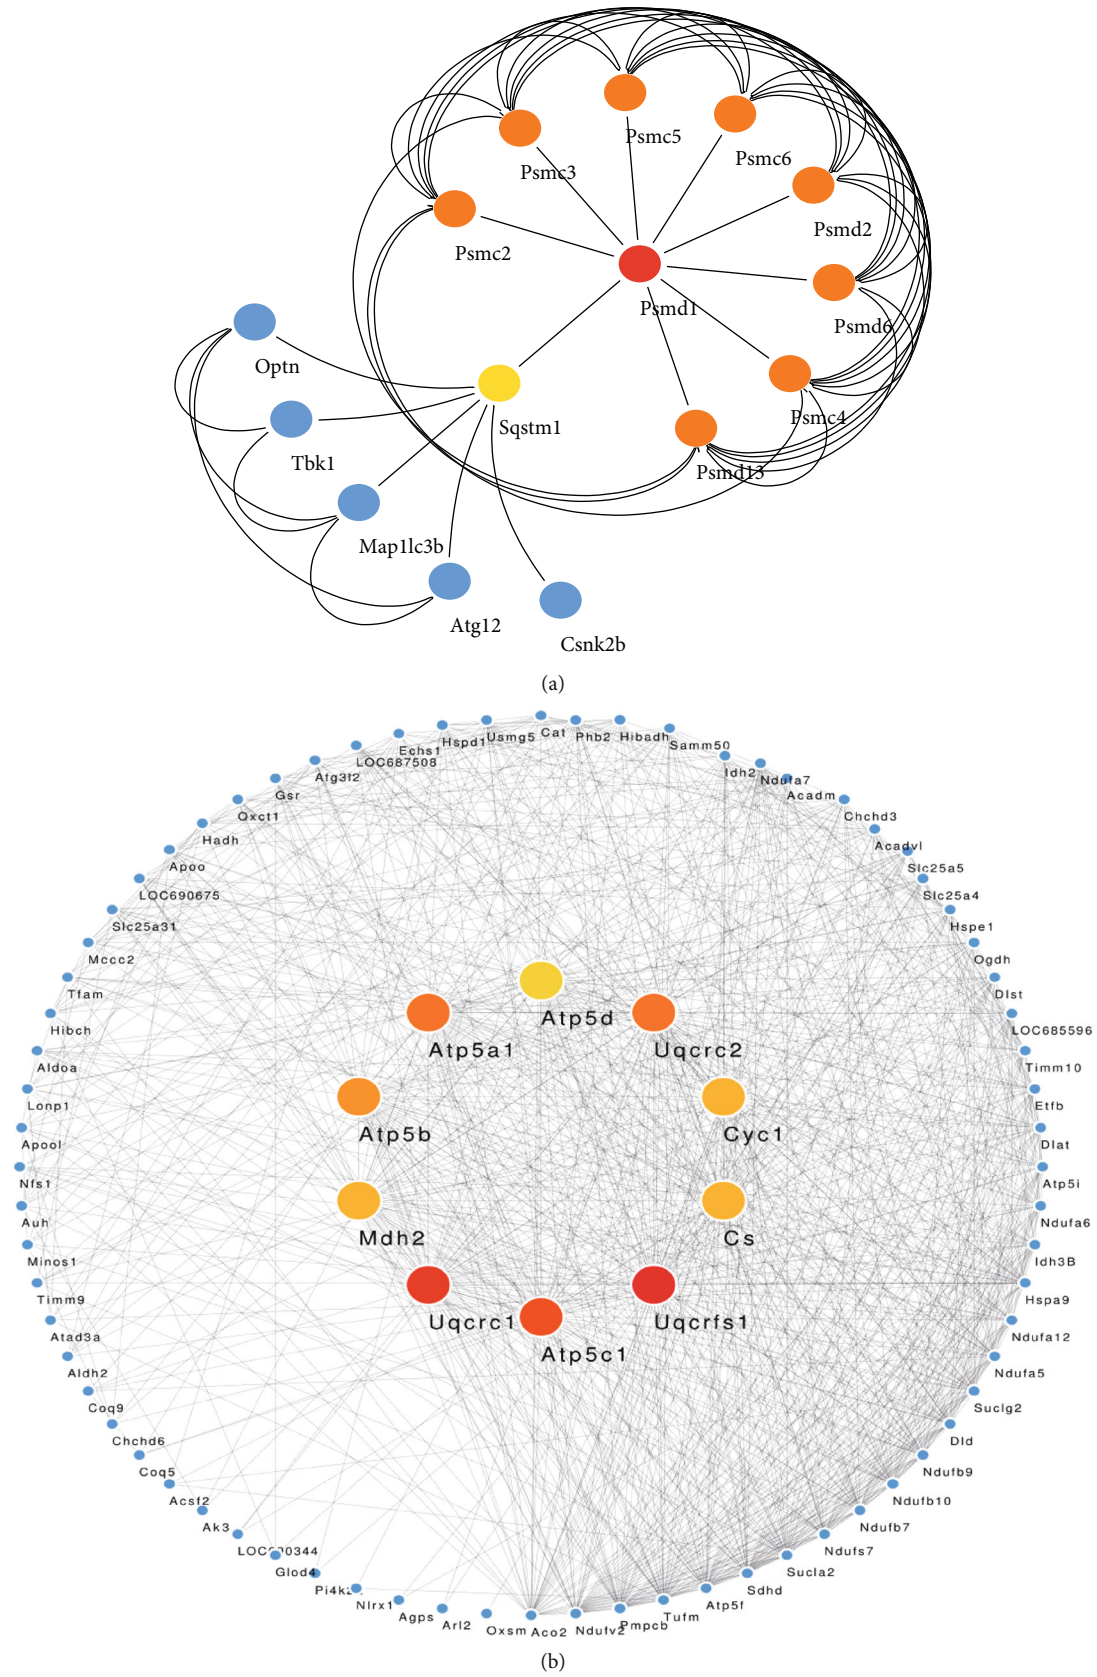 Psmc5
Psmc6
Psmc3
Psmd2
Psmc2
Psmd1
Psmd6
Optn
Psmc4
Sqstm1
Tbk1
Psmd13
Map1lc3b
Atg12
Csnk2b
(a)
Cat
Usmg5
Phb2
Hibadh
Hspd1
Samm50
Echs1
LOC687508
Idh2
Ndufa7
Afg3l2
Acadm
Gsr
Chchd3
Oxct1
Acadvl
Hadh
Slc25a5
Apoo
Slc25a4
LOC690675
Hspe1
Slc25a31
Ogdh
Mccc2
Dlst
Tfam
Atp5d
LOC685596
Hibch
Atp5a1
Uqcrc2
Timm10
Aldoa
Etfb
Lonp1
Atp5b
Cyc1
Dlat
Apool
Atp5i
Nfs1
Ndufa6
Auh
Mdh2
Cs
Idh3B
Minos1
Hspa9
Timm9
Uqcrc1
Uqcrfs1
Ndufa12
Atad3a
Atp5c1
Ndufa5
Aldh2
Suclg2
Coq9
Dld
Chchd6
Ndufb9
Coq5
Ndufb10
Acsf2
Ndufb7
Ak3
Ndufs7
Sucla2
Glod4
Sdhd
Nlrx1
Atp5f
Agps
Tufm
Arl2
Pmpcb
Oxsm
Aco2
Ndufv2
(b)